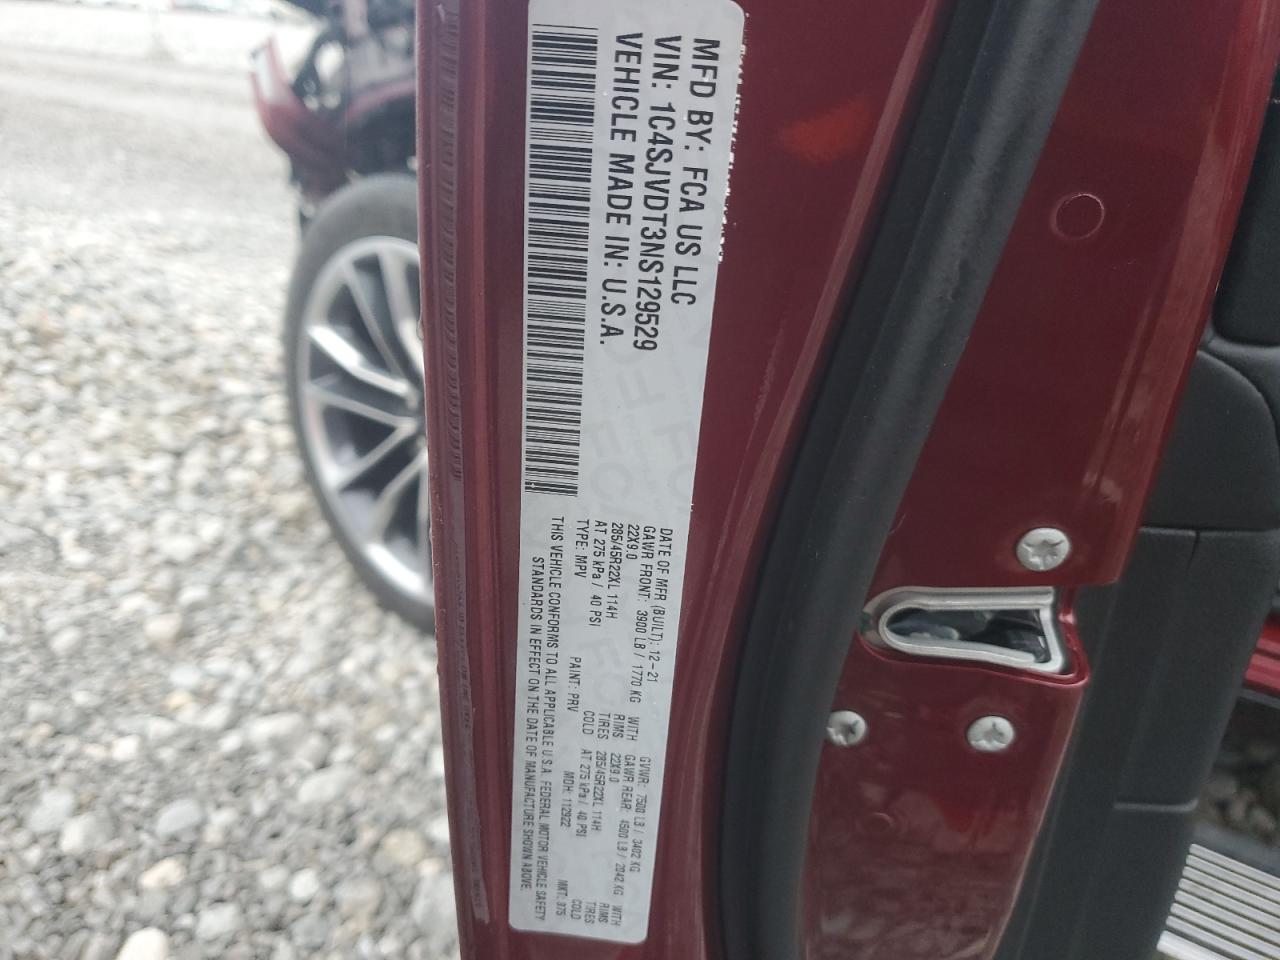 MFD BY: FCA US LLC
VIN: 1C4SJVDT3NS129529
VEHICLE MADE IN: U.S.A.
DATE OF MFR (BUILT): 12-21 GVWR: 7500 LB / 3402 KG
GAWR FRONT: 3900 LB / 1770 KG WITH GAWR REAR: 4500 LB / 2042 KG WITH
22X9.0 RIMS 22X9.0 RIMS
285/45R22XL 114H TIRES 285/45R22XL 114H TIRES
AT 275 kPa / 40 PSI COLD AT 275 kPa / 40 PSI COLD
TYPE: MPV PAINT: PRV MDH: 112922 MKT: 975
THIS VEHICLE CONFORMS TO ALL APPLICABLE U.S.A. FEDERAL MOTOR VEHICLE SAFETY
STANDARDS IN EFFECT ON THE DATE OF MANUFACTURE SHOWN ABOVE.